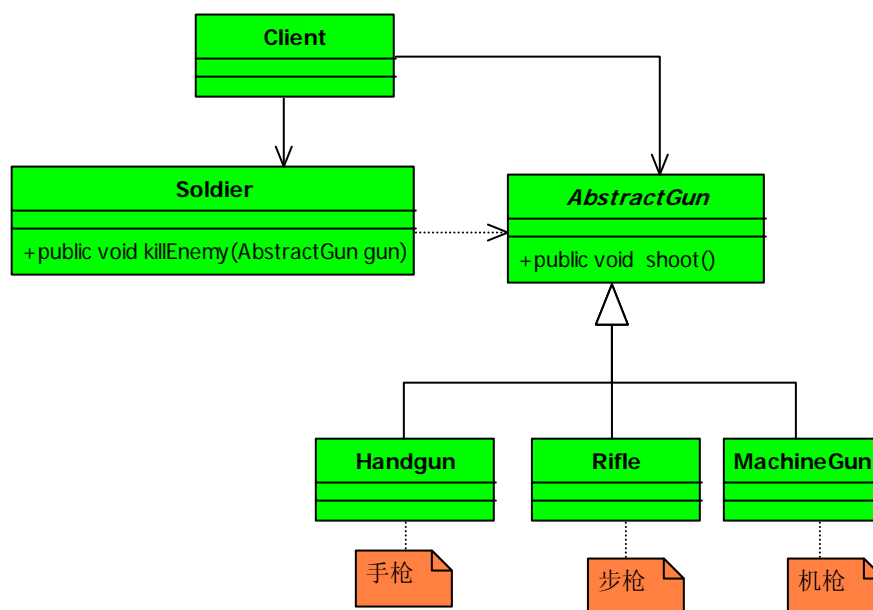 Client
Soldier
+public void killEnemy(AbstractGun gun)
AbstractGun
+public void shoot()
Handgun
Rifle
MachineGun
手枪
步枪
机枪